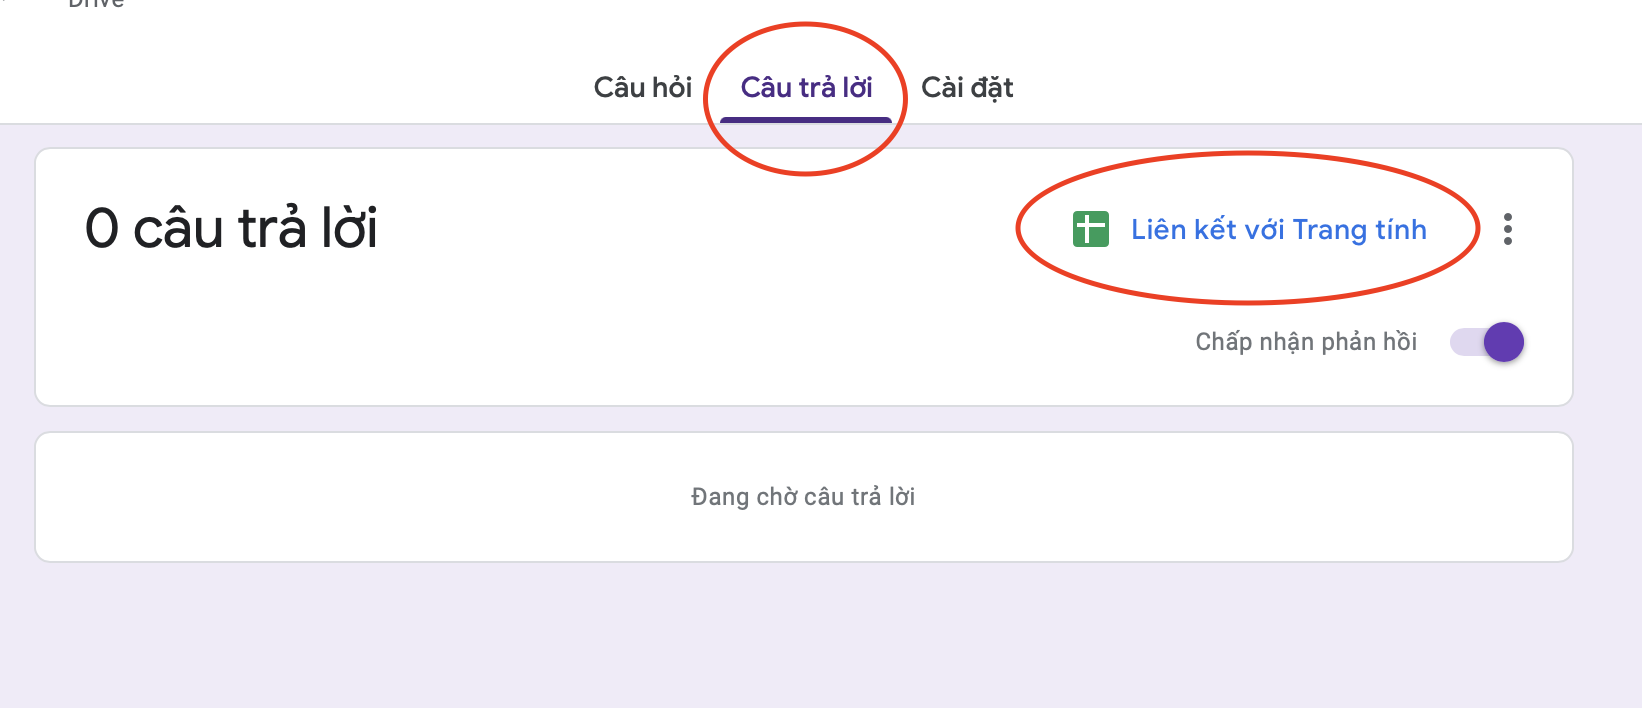 Drive
Câu hỏi Câu trả lời Cài đặt
0 câu trả lời
Liên kết với Trang tính
Chấp nhận phản hồi
Đang chờ câu trả lời